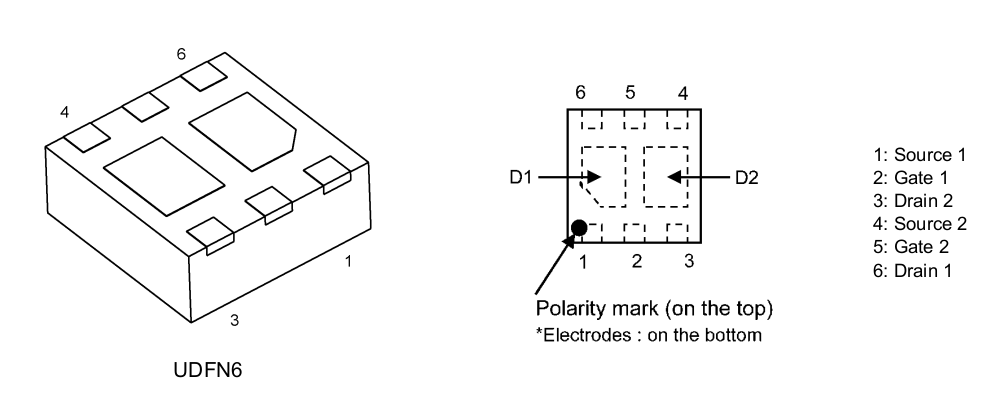 6
4
1
3
UDFN6
6 5 4
D1 D2
1 2 3
Polarity mark (on the top)
*Electrodes : on the bottom
1: Source 1
2: Gate 1
3: Drain 2
4: Source 2
5: Gate 2
6: Drain 1